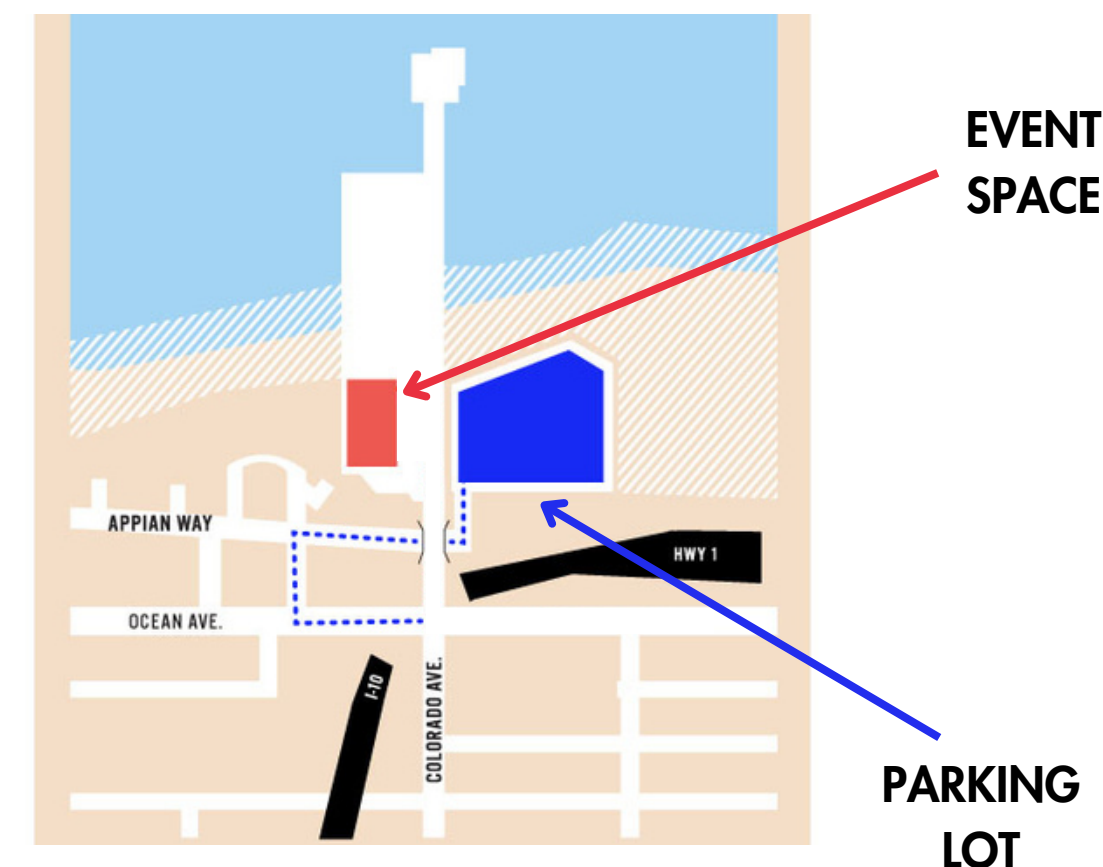 EVENT
SPACE
APPIAN WAY
HWY 1
OCEAN AVE.
I-10
COLORADO AVE.
PARKING
LOT